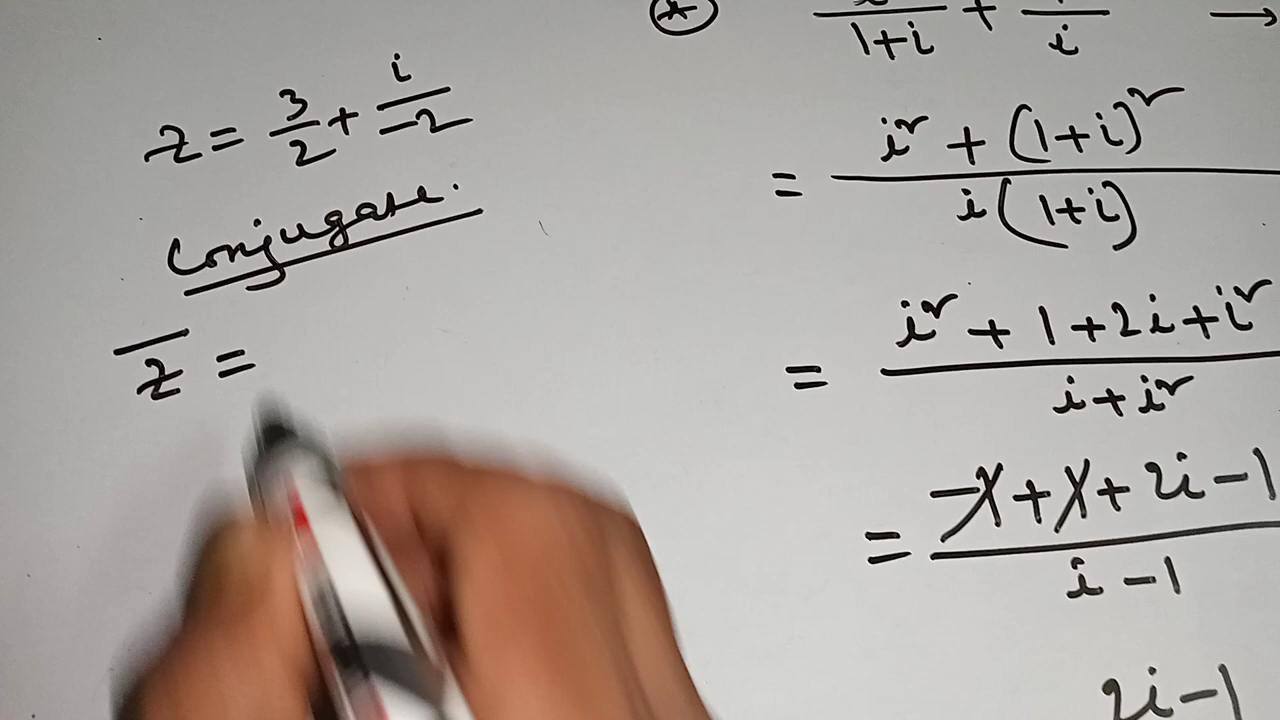 z = 3/2 + i/-2
Conjugate.
z̅ =
/1+i + /i →
= i² + (1+i)² / i(1+i)
= i² + 1 + 2i + i² / i + i²
= -1 + 1 + 2i - 1 / i - 1
2i - 1